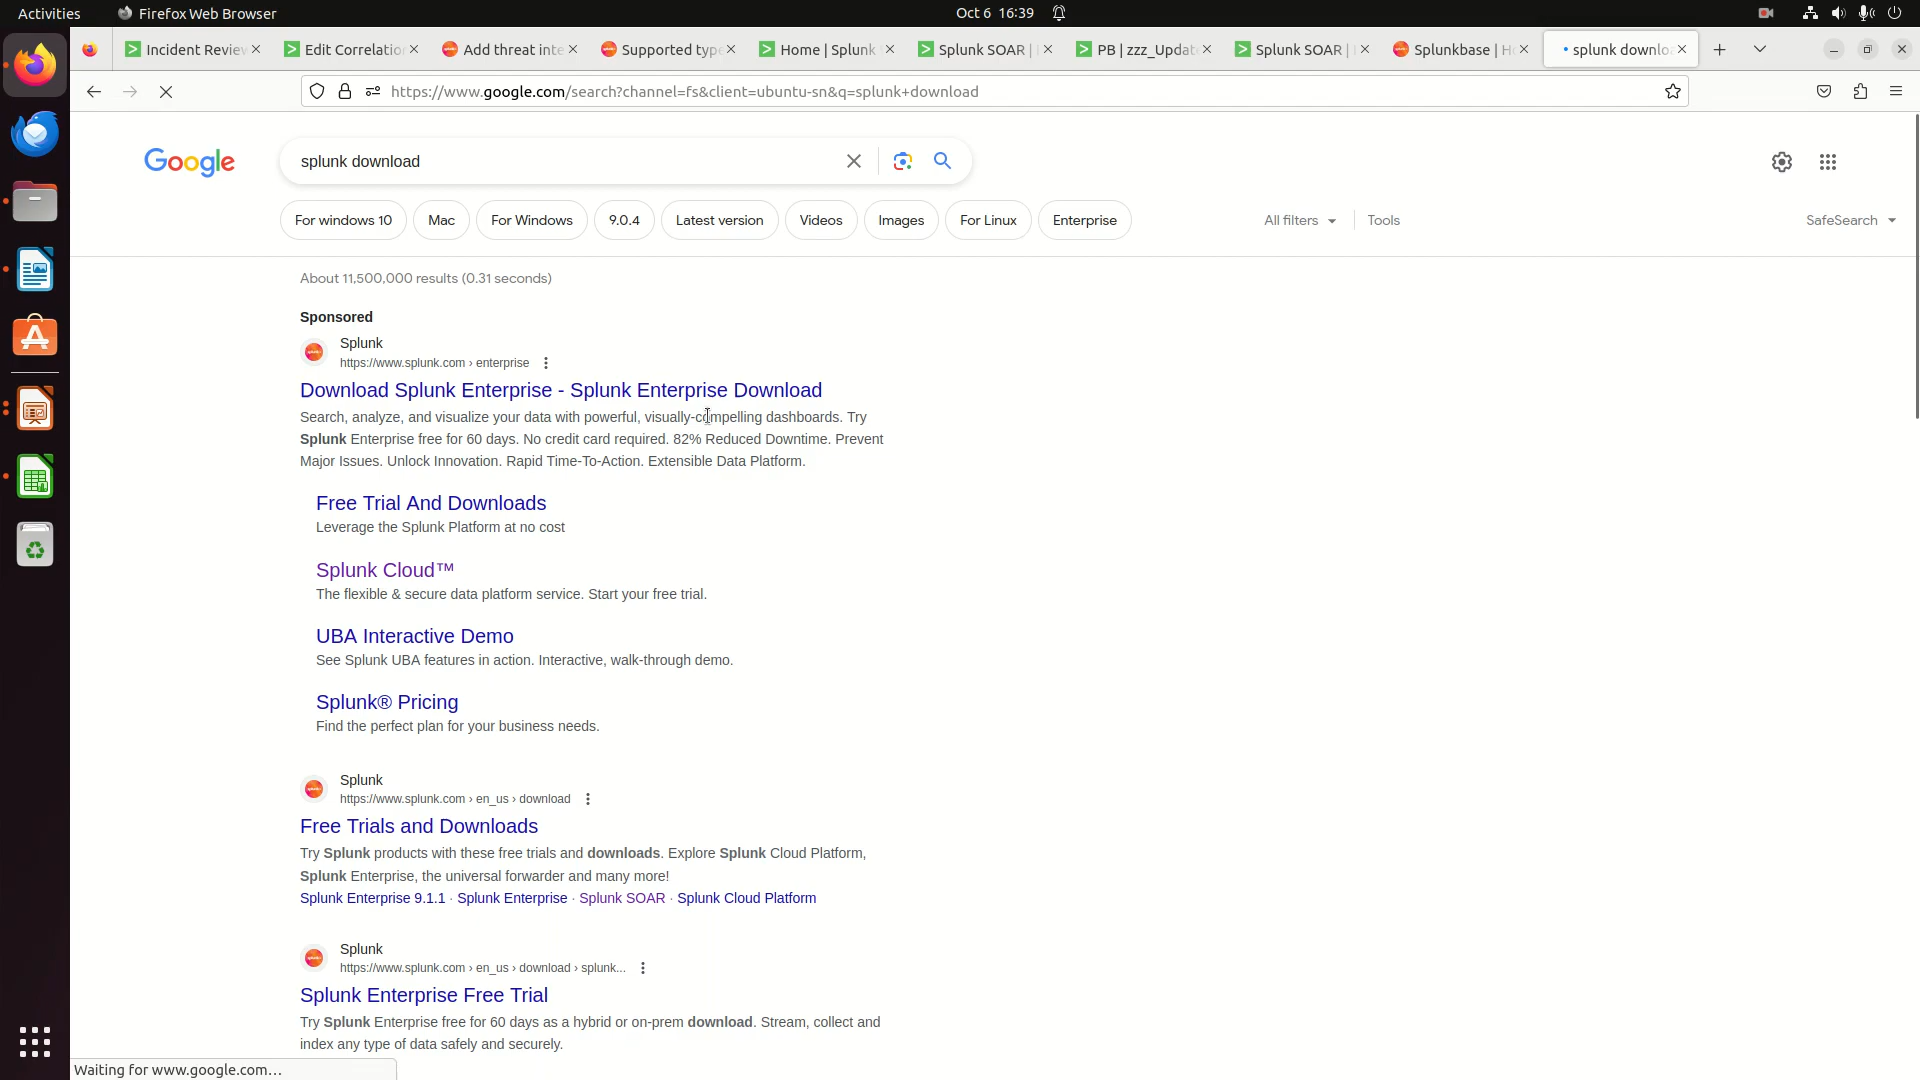 Activities
Firefox Web Browser
Oct 6 16:39
Incident Review
Edit Correlatio
Add threat inte
Supported type
Home | Splunk
Splunk SOAR |
PB | zzz_Updat
Splunk SOAR |
Splunkbase | H
splunk downlo
https://www.google.com/search?channel=fs&client=ubuntu-sn&q=splunk+download
Google
splunk download
For windows 10
Mac
For Windows
9.0.4
Latest version
Videos
Images
For Linux
Enterprise
All filters
Tools
SafeSearch
About 11,500,000 results (0.31 seconds)
Sponsored
Splunk
https://www.splunk.com › enterprise
Download Splunk Enterprise - Splunk Enterprise Download
Search, analyze, and visualize your data with powerful, visually-compelling dashboards. Try
Splunk Enterprise free for 60 days. No credit card required. 82% Reduced Downtime. Prevent
Major Issues. Unlock Innovation. Rapid Time-To-Action. Extensible Data Platform.
Free Trial And Downloads
Leverage the Splunk Platform at no cost
Splunk Cloud™
The flexible & secure data platform service. Start your free trial.
UBA Interactive Demo
See Splunk UBA features in action. Interactive, walk-through demo.
Splunk® Pricing
Find the perfect plan for your business needs.
Splunk
https://www.splunk.com › en_us › download
Free Trials and Downloads
Try Splunk products with these free trials and downloads. Explore Splunk Cloud Platform,
Splunk Enterprise, the universal forwarder and many more!
Splunk Enterprise 9.1.1 · Splunk Enterprise · Splunk SOAR · Splunk Cloud Platform
Splunk
https://www.splunk.com › en_us › download › splunk...
Splunk Enterprise Free Trial
Try Splunk Enterprise free for 60 days as a hybrid or on-prem download. Stream, collect and
index any type of data safely and securely.
Waiting for www.google.com…